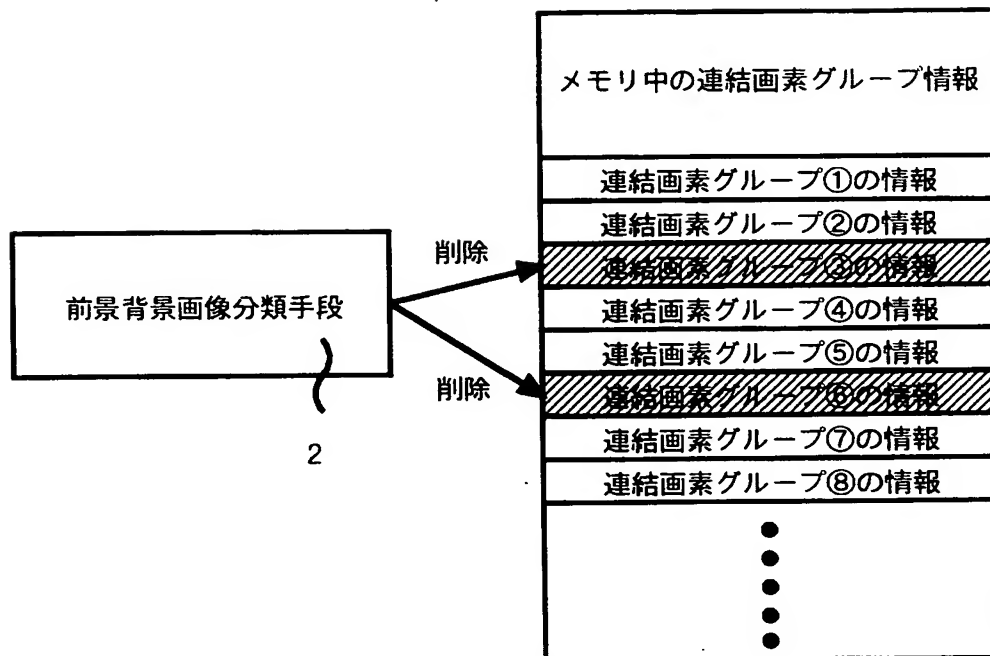 メモリ中の連結画素グループ情報
連結画素グループ①の情報
連結画素グループ②の情報
削除
連結画素グループ③の情報
前景背景画像分類手段
連結画素グループ④の情報
連結画素グループ⑤の情報
削除
連結画素グループ⑥の情報
連結画素グループ⑦の情報
2
連結画素グループ⑧の情報